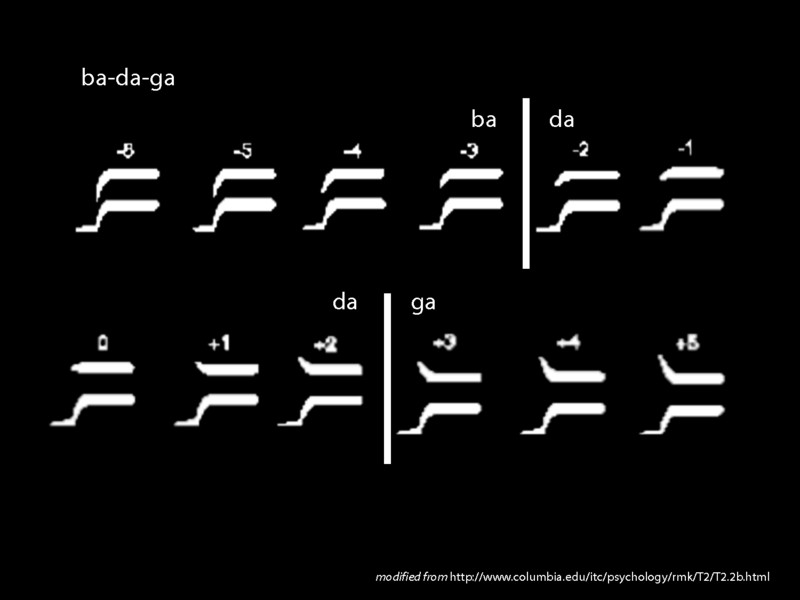 ba-da-ga
ba da
-6 -5 -4 -3 -2 -1
da ga
0 +1 +2 +3 +4 +5
modified from http://www.columbia.edu/itc/psychology/rmk/T2/T2.2b.html